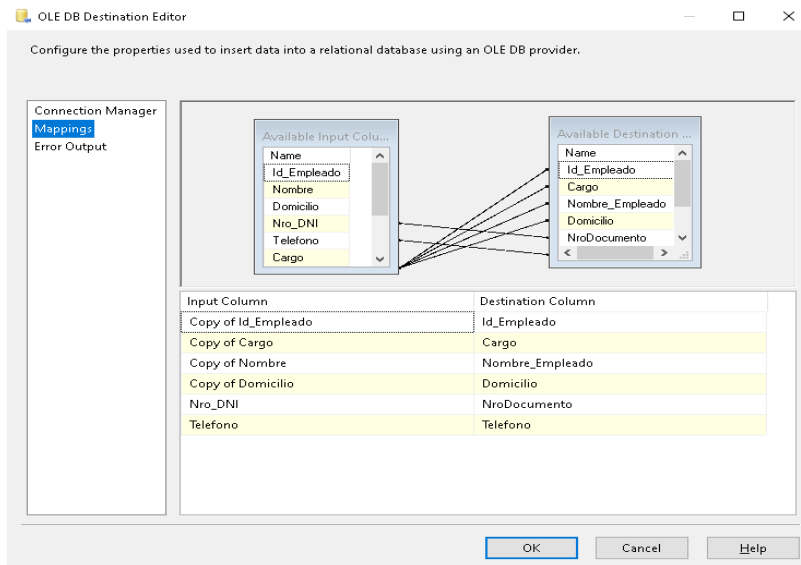 OLE DB Destination Editor
Configure the properties used to insert data into a relational database using an OLE DB provider.
Connection Manager
Mappings
Error Output
Available Input Colu...
Name
Id_Empleado
Nombre
Domicilio
Nro_DNI
Telefono
Cargo
Available Destination ...
Name
Id_Empleado
Cargo
Nombre_Empleado
Domicilio
NroDocumento
Input Column Destination Column
Copy of Id_Empleado Id_Empleado
Copy of Cargo Cargo
Copy of Nombre Nombre_Empleado
Copy of Domicilio Domicilio
Nro_DNI NroDocumento
Telefono Telefono
OK Cancel Help